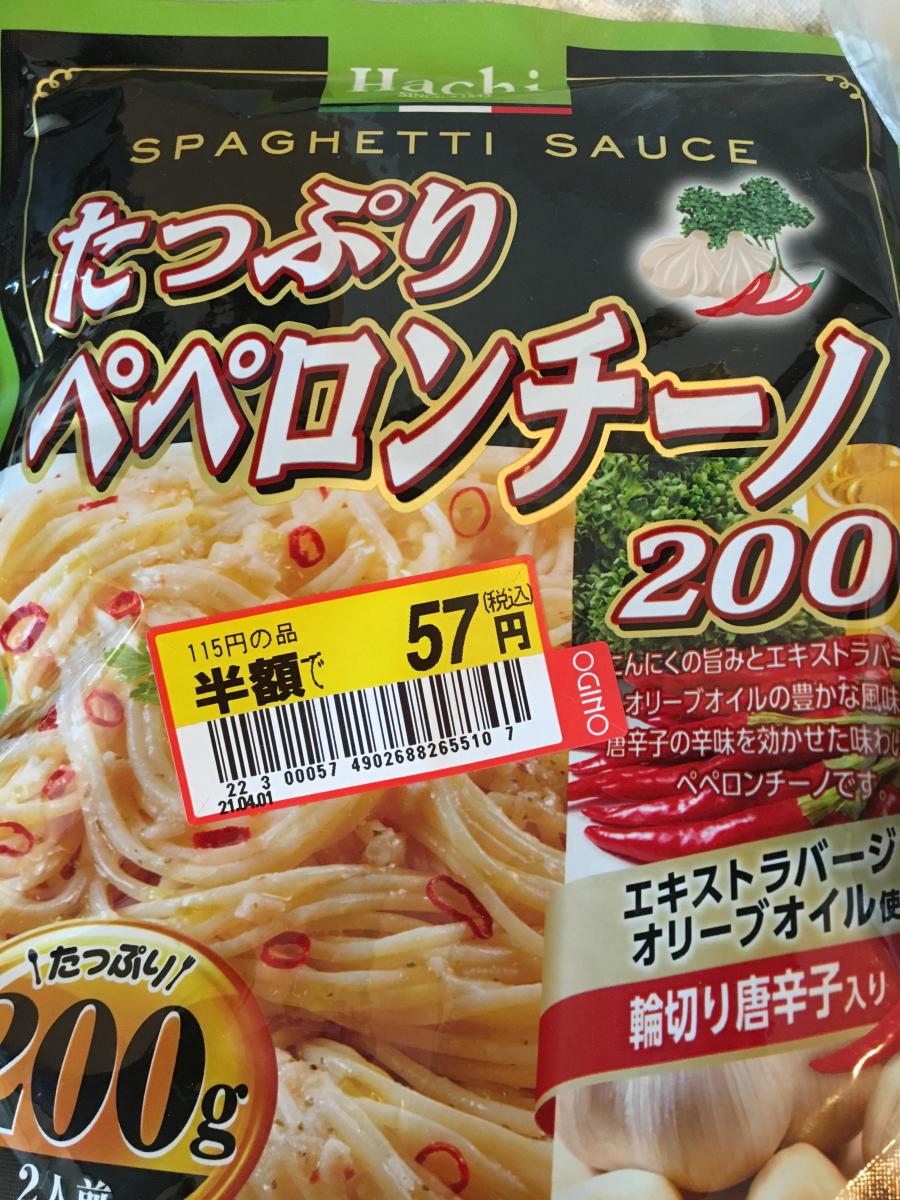 Hachi
SPAGHETTI SAUCE
たっぷり
ペペロンチーノ
200
115円の品
半額で
57円
(税込)
OGINO
22 3 00057 4902688265510 7
21.04.01
にんにくの旨みとエキストラバー
オリーブオイルの豊かな風味
唐辛子の辛味を効かせた味わい
ペペロンチーノです。
エキストラバージ
オリーブオイル使
輪切り唐辛子入り
たっぷり
200g
2人前